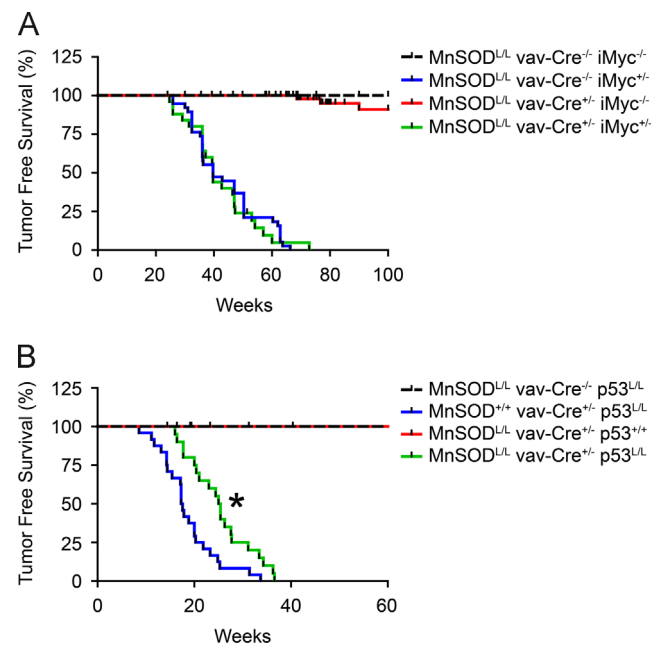 A
Tumor Free Survival (%)
125
100
75
50
25
0
0 20 40 60 80 100
Weeks
MnSOD^L/L vav-Cre^-/- iMyc^-/-
MnSOD^L/L vav-Cre^-/- iMyc^+/-
MnSOD^L/L vav-Cre^+/- iMyc^-/-
MnSOD^L/L vav-Cre^+/- iMyc^+/-
B
Tumor Free Survival (%)
125
100
75
50
25
0
*
0 20 40 60
Weeks
MnSOD^L/L vav-Cre^-/- p53^L/L
MnSOD^+/+ vav-Cre^+/- p53^L/L
MnSOD^L/L vav-Cre^+/- p53^+/+
MnSOD^L/L vav-Cre^+/- p53^L/L